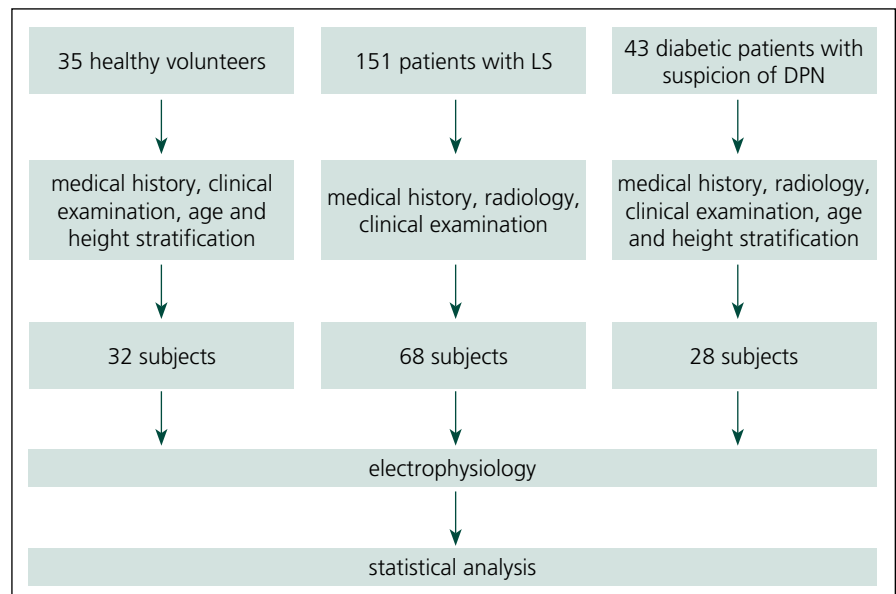 35 healthy volunteers
151 patients with LS
43 diabetic patients with
suspicion of DPN
medical history, clinical
examination, age and
height stratification
medical history, radiology,
clinical examination
medical history, radiology,
clinical examination, age
and height stratification
32 subjects
68 subjects
28 subjects
electrophysiology
statistical analysis